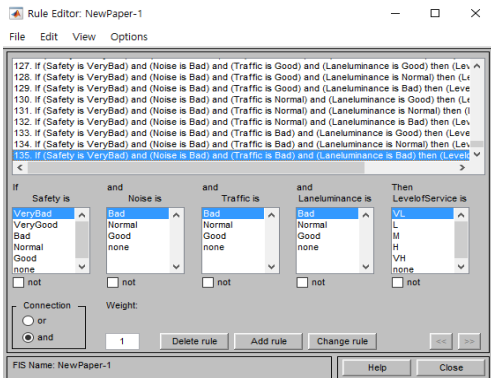 Rule Editor: NewPaper-1
File Edit View Options
127. If (Safety is VeryBad) and (Noise is Bad) and (Traffic is Good) and (Laneluminance is Good) then (Leve
128. If (Safety is VeryBad) and (Noise is Bad) and (Traffic is Good) and (Laneluminance is Normal) then (Le
129. If (Safety is VeryBad) and (Noise is Bad) and (Traffic is Good) and (Laneluminance is Bad) then (Level
130. If (Safety is VeryBad) and (Noise is Bad) and (Traffic is Normal) and (Laneluminance is Good) then (Le
131. If (Safety is VeryBad) and (Noise is Bad) and (Traffic is Normal) and (Laneluminance is Normal) then (
132. If (Safety is VeryBad) and (Noise is Bad) and (Traffic is Normal) and (Laneluminance is Bad) then (Lev
133. If (Safety is VeryBad) and (Noise is Bad) and (Traffic is Bad) and (Laneluminance is Good) then (Leve
134. If (Safety is VeryBad) and (Noise is Bad) and (Traffic is Bad) and (Laneluminance is Normal) then (Lev
135. If (Safety is VeryBad) and (Noise is Bad) and (Traffic is Bad) and (Laneluminance is Bad) then (Levelo
If and and and Then
Safety is Noise is Traffic is Laneluminance is LevelofService is
VeryBad Bad Bad Bad VL
VeryGood Normal Normal Normal L
Bad Good Good Good M
Normal none none none H
Good VH
none none
not not not not not
Connection Weight:
or
and 1 Delete rule Add rule Change rule << >>
FIS Name: NewPaper-1 Help Close